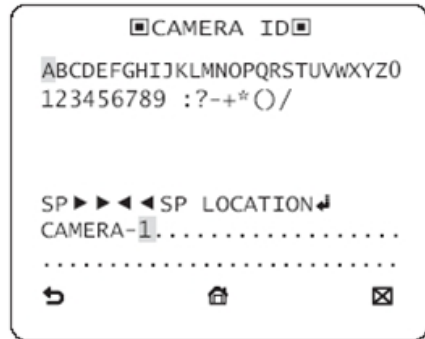 ▣CAMERA ID▣
ABCDEFGHIJKLMNOPQRSTUVWXYZ0
123456789 :?-+*()/
SP►►◄◄SP LOCATION↲
CAMERA-1..................
...........................